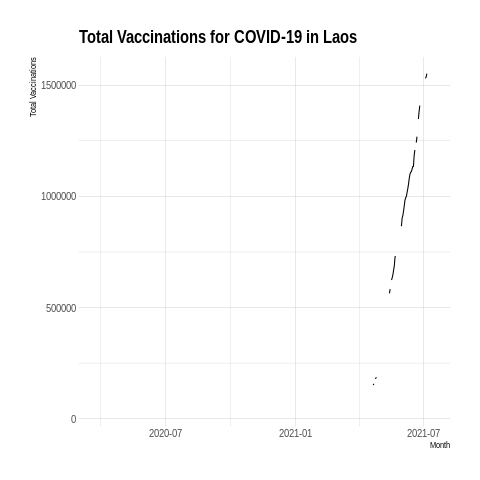 Total Vaccinations for COVID-19 in Laos
Total Vaccinations
1500000
1000000
500000
0
2020-07 2021-01 2021-07
Month